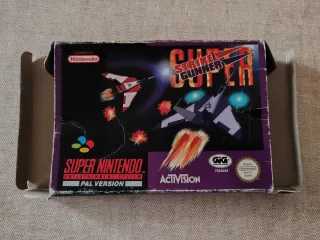 Nintendo
SUPER
STRIKE
GUNNER
SUPER NINTENDO
ENTERTAINMENT SYSTEM
PAL VERSION
ACTIVISION
GIG